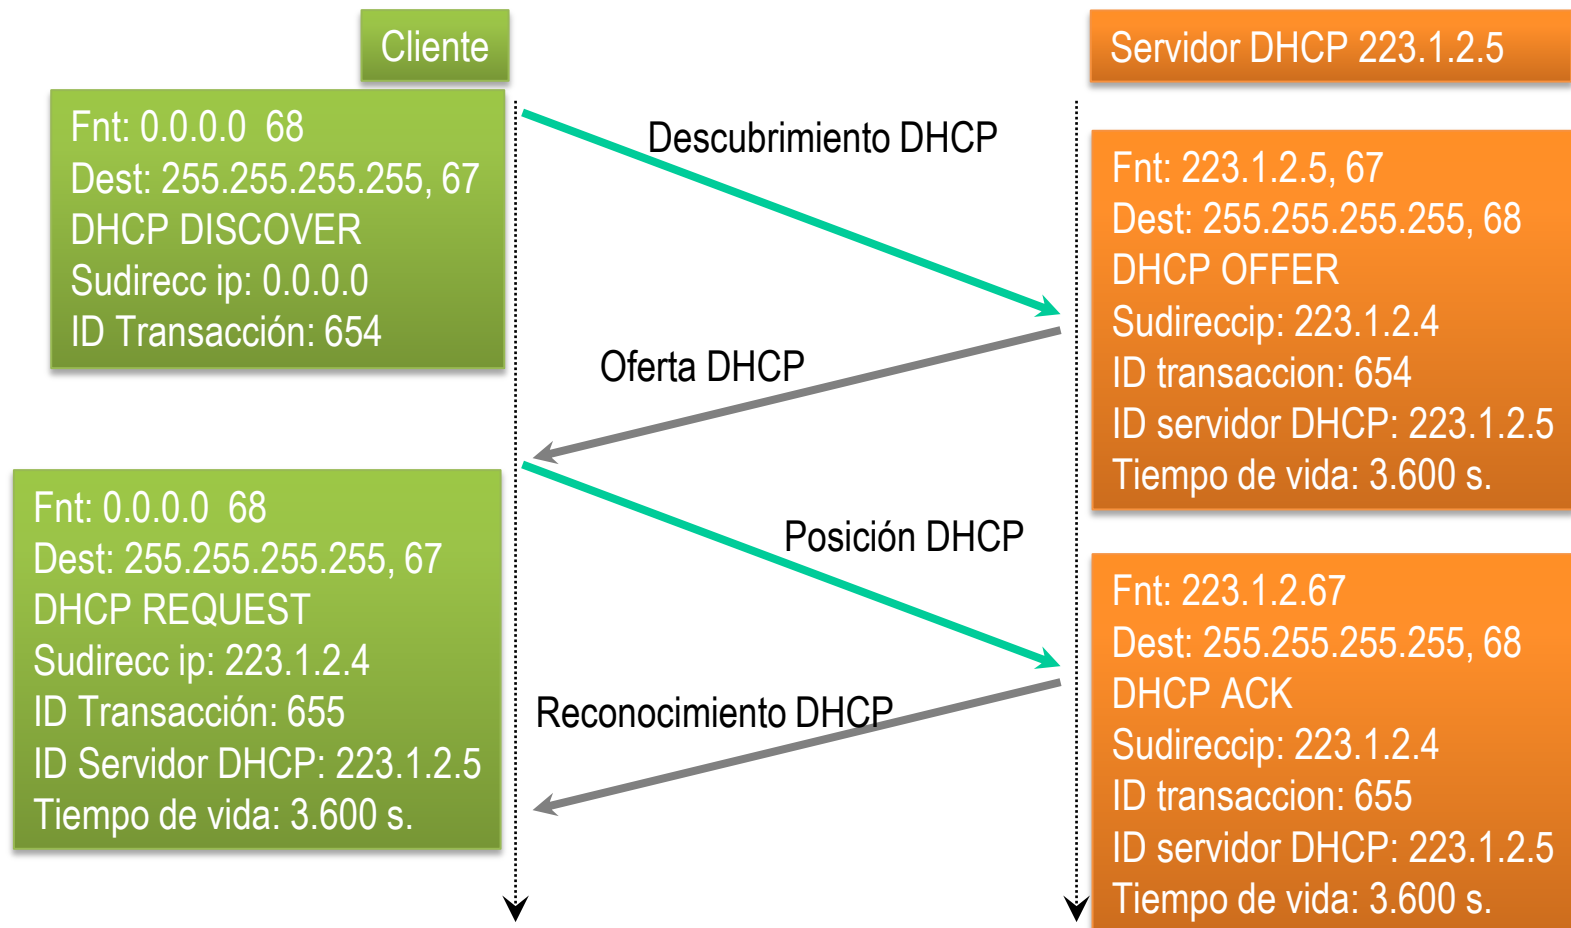 Cliente
Servidor DHCP 223.1.2.5
Fnt: 0.0.0.0  68
Dest: 255.255.255.255, 67
DHCP DISCOVER
Sudirecc ip: 0.0.0.0
ID Transacción: 654
Descubrimiento DHCP
Fnt: 223.1.2.5, 67
Dest: 255.255.255.255, 68
DHCP OFFER
Sudireccip: 223.1.2.4
ID transaccion: 654
ID servidor DHCP: 223.1.2.5
Tiempo de vida: 3.600 s.
Oferta DHCP
Fnt: 0.0.0.0  68
Dest: 255.255.255.255, 67
DHCP REQUEST
Sudirecc ip: 223.1.2.4
ID Transacción: 655
ID Servidor DHCP: 223.1.2.5
Tiempo de vida: 3.600 s.
Posición DHCP
Fnt: 223.1.2.67
Dest: 255.255.255.255, 68
DHCP ACK
Sudireccip: 223.1.2.4
ID transaccion: 655
ID servidor DHCP: 223.1.2.5
Tiempo de vida: 3.600 s.
Reconocimiento DHCP